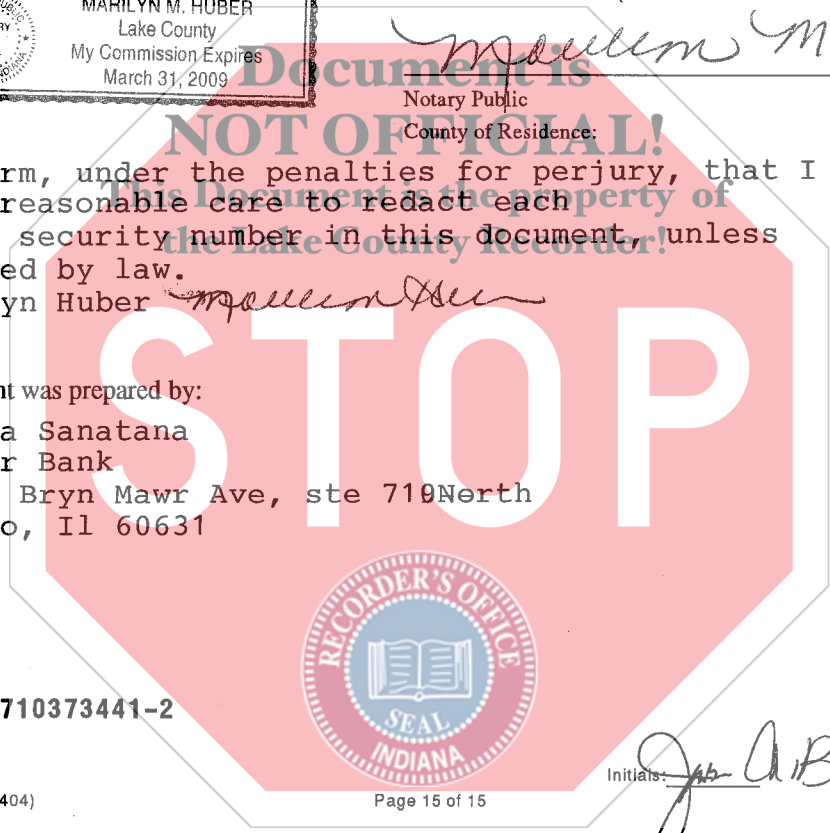 MARILYN M. HUBER
Lake County
My Commission Expires
March 31, 2009
Document is
NOT OFFICIAL!
This Document is the property of
the Lake County Recorder!
Notary Public
County of Residence:
rm, under the penalties for perjury, that I
reasonable care to redact each
security number in this document, unless
ed by law.
yn Huber
STOP
nt was prepared by:
a Sanatana
r Bank
Bryn Mawr Ave, ste 719North
o, Il 60631
RECORDER'S OFFICE
SEAL
INDIANA
710373441-2
Initials:
404)
Page 15 of 15